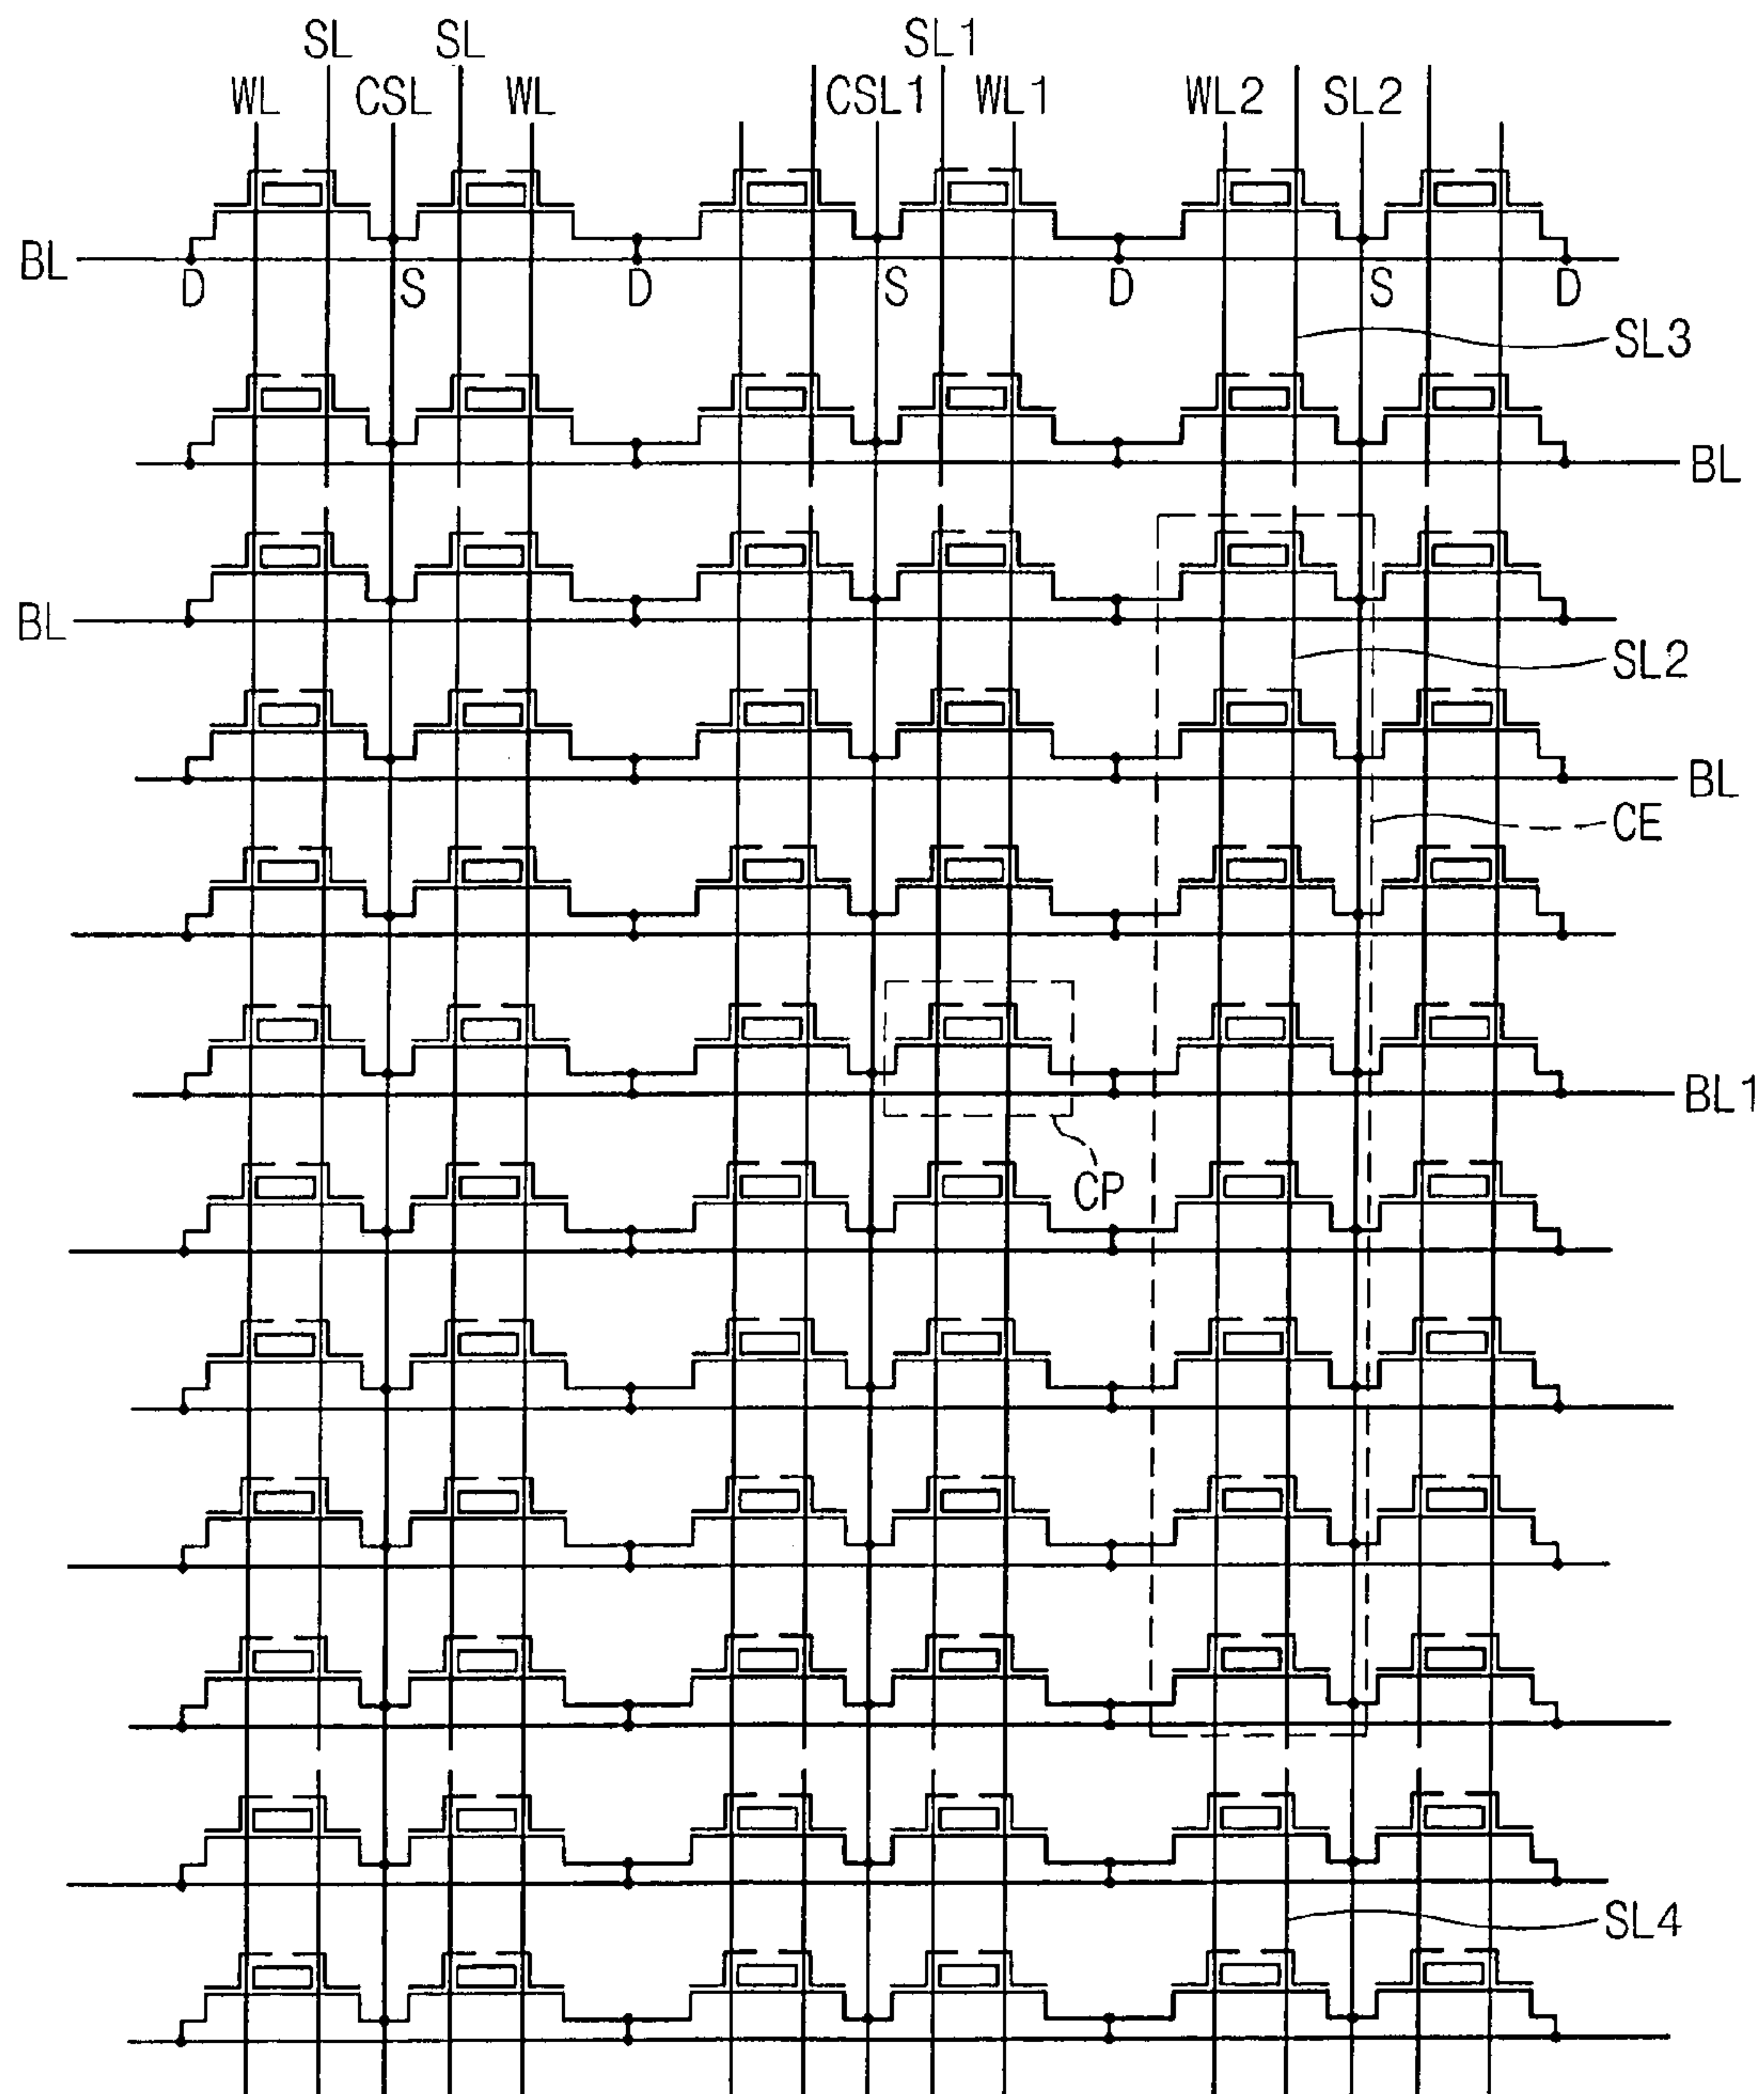 SL SL SL1
WL CSL WL CSL1 WL1 WL2 SL2
BL
D S D S D S D
SL3
BL
BL
SL2
BL
CE
BL1
CP
SL4